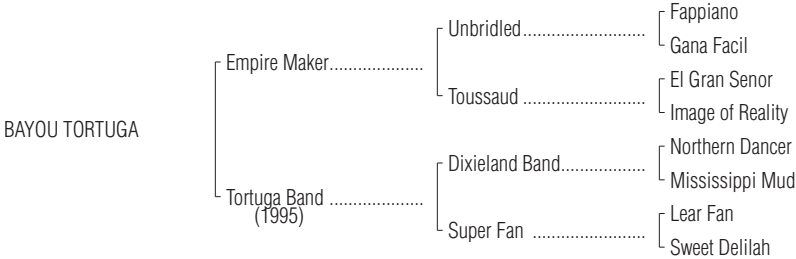 Fappiano
Unbridled..............................
Gana Facil
Empire Maker....................
El Gran Senor
Toussaud ..............................
Image of Reality
BAYOU TORTUGA
Northern Dancer
Dixieland Band.....................
Mississippi Mud
Tortuga Band ....................
(1995)
Lear Fan
Super Fan ...........................
Sweet Delilah